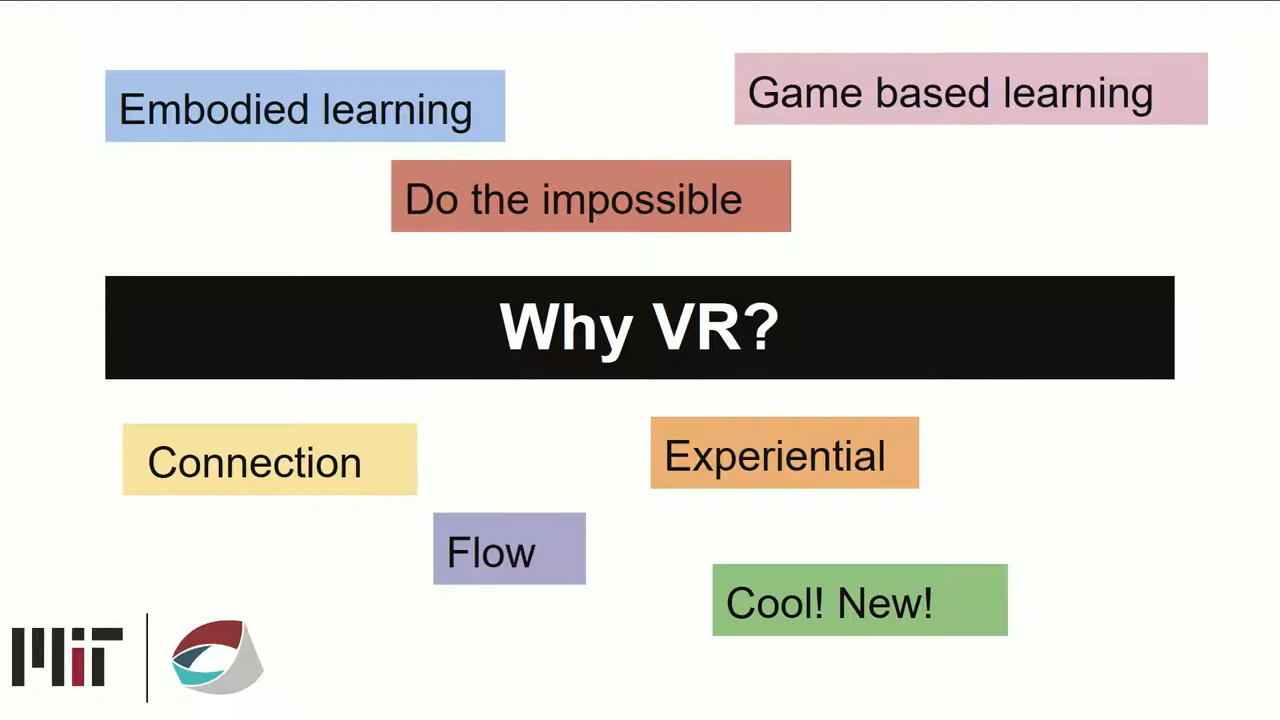 Embodied learning
Game based learning
Do the impossible
Why VR?
Connection
Experiential
Flow
Cool! New!
MIT